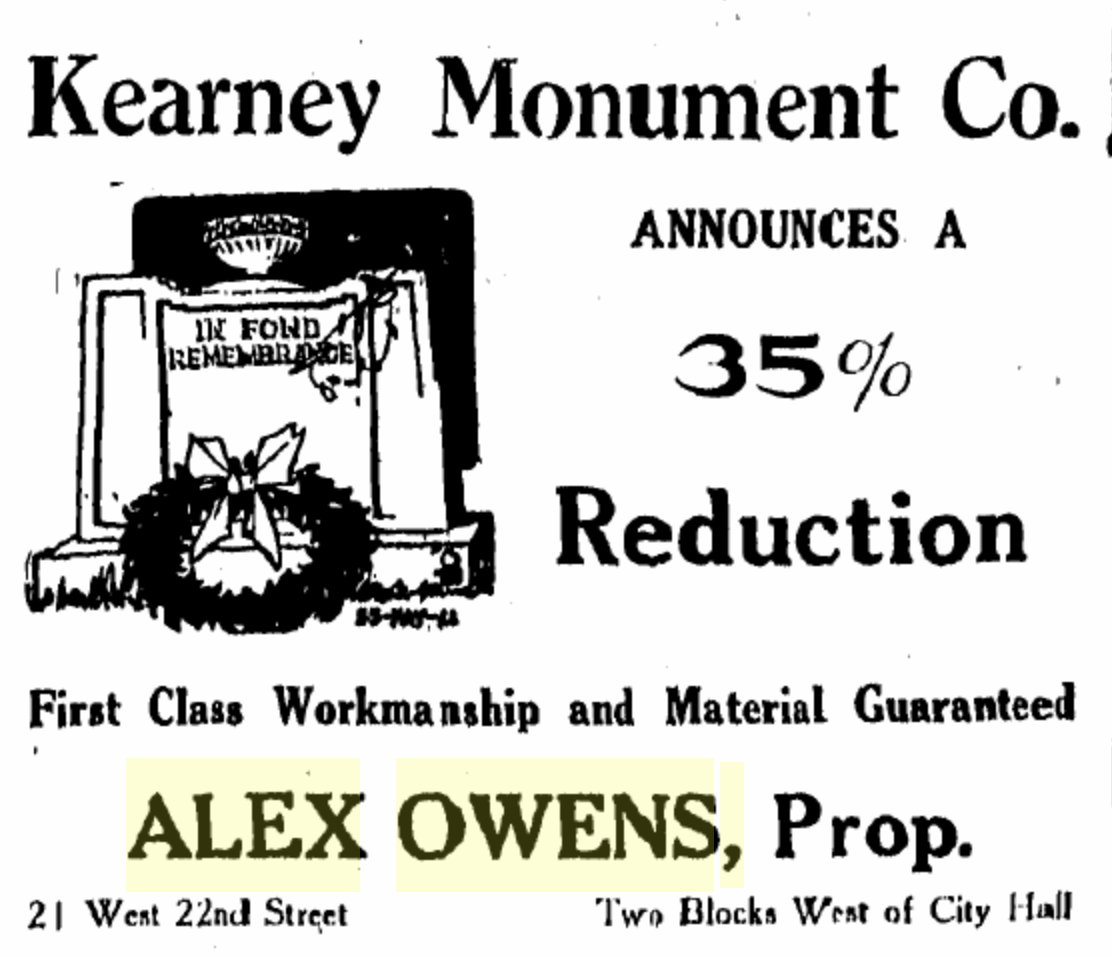 Kearney Monument Co.
ANNOUNCES A
35%
Reduction
IN FOND
REMEMBRANCE
First Class Workmanship and Material Guaranteed
ALEX OWENS, Prop.
21 West 22nd Street
Two Blocks West of City Hall